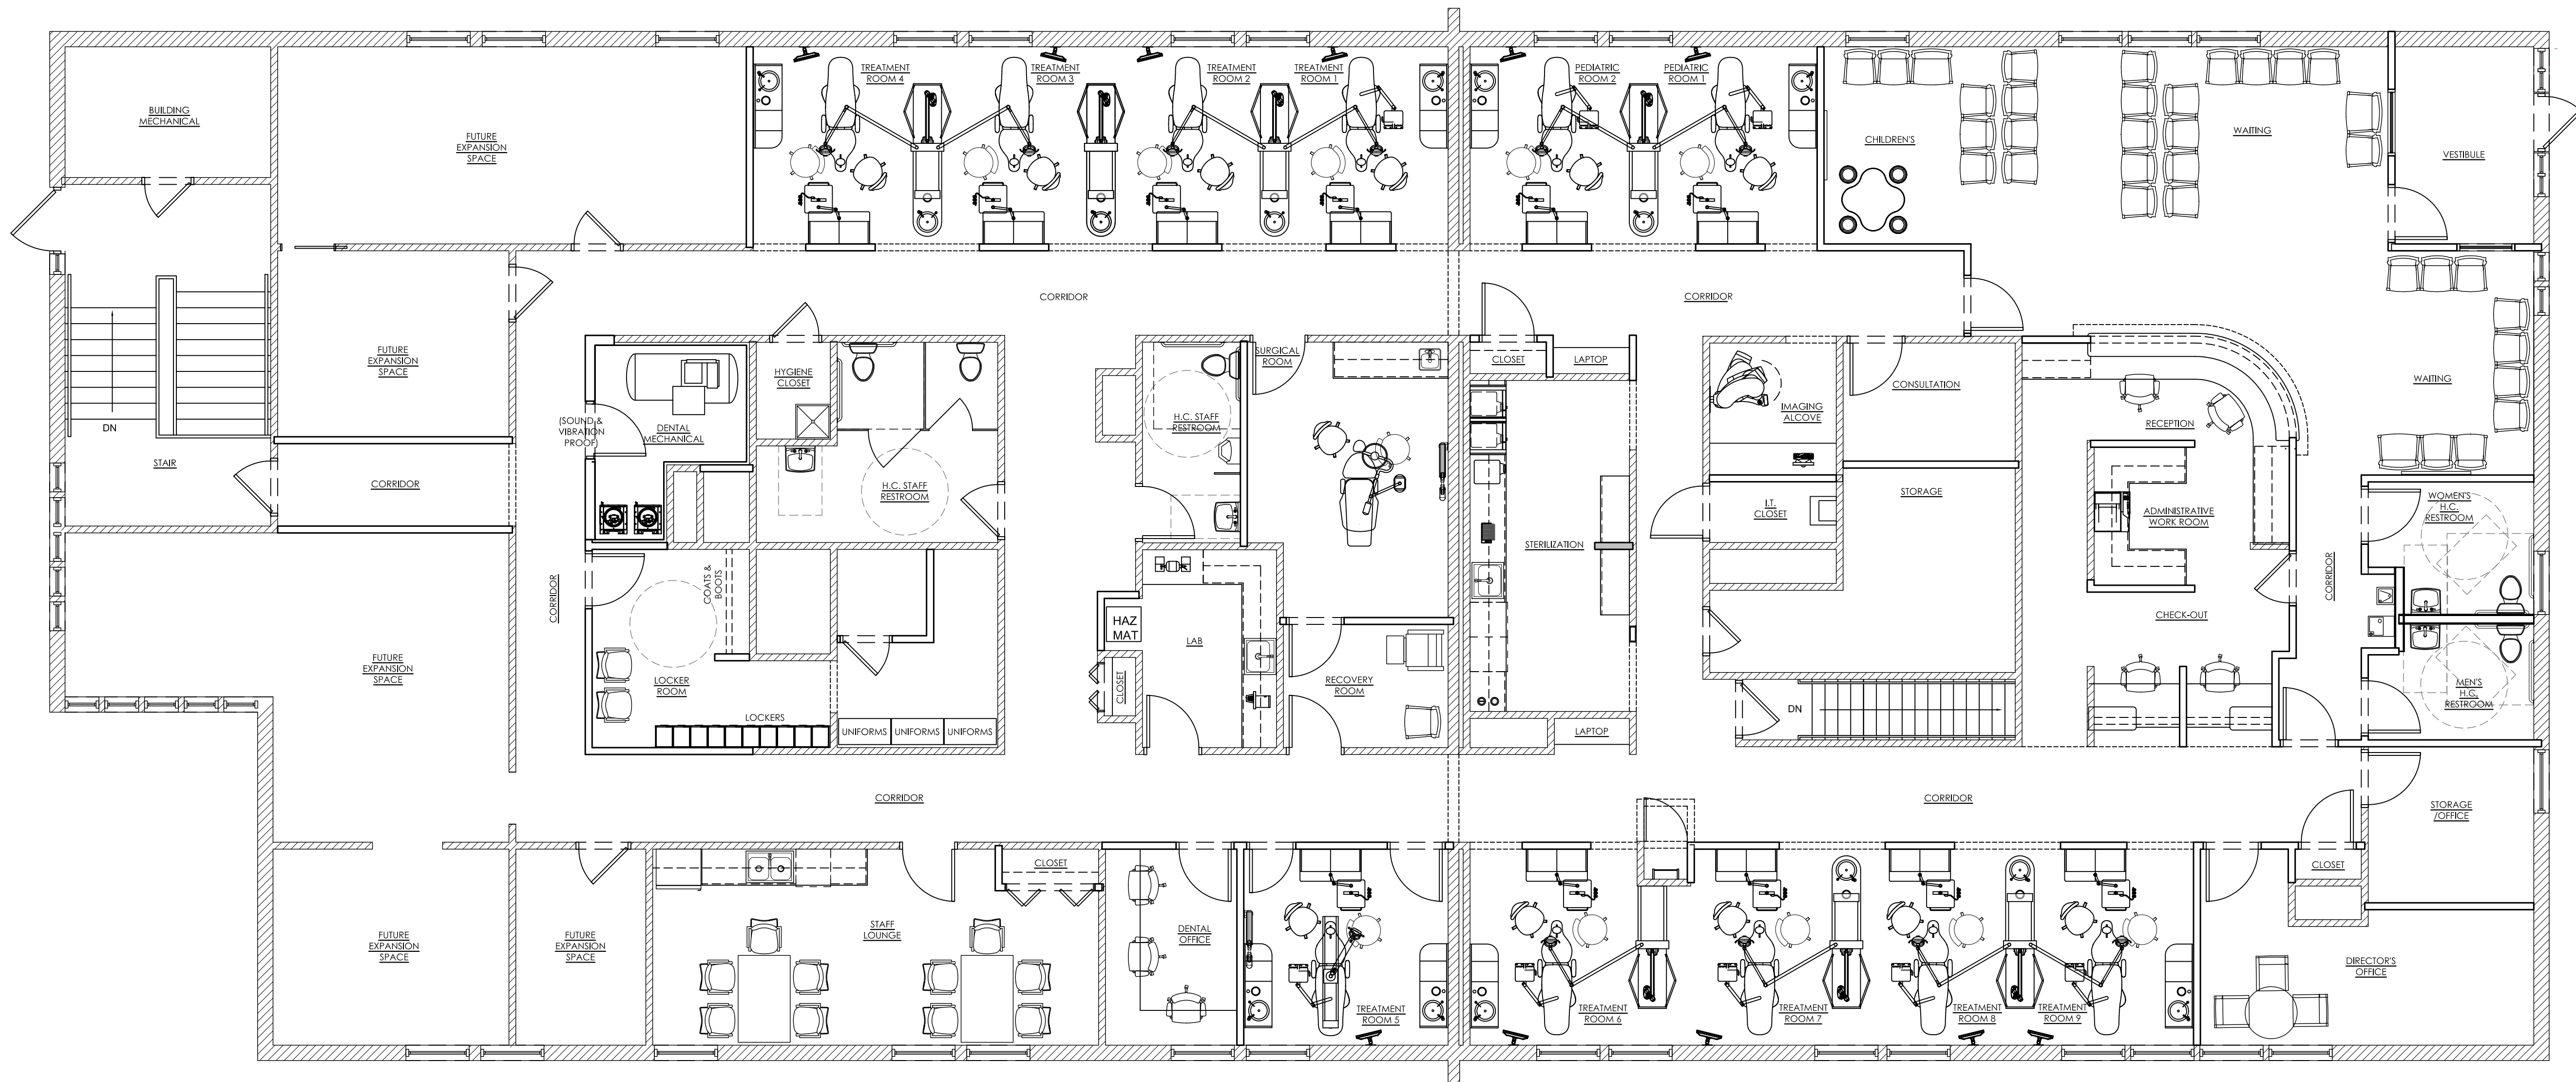 BUILDING
MECHANICAL
FUTURE
EXPANSION
SPACE
TREATMENT
ROOM 4
TREATMENT
ROOM 3
TREATMENT
ROOM 2
TREATMENT
ROOM 1
PEDIATRIC
ROOM 2
PEDIATRIC
ROOM 1
CHILDREN'S
WAITING
VESTIBULE
CORRIDOR
CORRIDOR
FUTURE
EXPANSION
SPACE
DN
STAIR
CORRIDOR
(SOUND &
VIBRATION
PROOF)
DENTAL
MECHANICAL
HYGIENE
CLOSET
H.C. STAFF
RESTROOM
H.C. STAFF
RESTROOM
SURGICAL
ROOM
CLOSET
LAPTOP
IMAGING
ALCOVE
CONSULTATION
RECEPTION
WAITING
I.T.
CLOSET
STORAGE
ADMINISTRATIVE
WORK ROOM
WOMEN'S
H.C.
RESTROOM
STERILIZATION
CORRIDOR
COATS &
BOOTS
CORRIDOR
HAZ
MAT
LAB
CHECK-OUT
FUTURE
EXPANSION
SPACE
LOCKER
ROOM
CLOSET
RECOVERY
ROOM
MEN'S
H.C.
RESTROOM
LOCKERS
UNIFORMS
UNIFORMS
UNIFORMS
LAPTOP
DN
CORRIDOR
CORRIDOR
STORAGE
/OFFICE
CLOSET
CLOSET
FUTURE
EXPANSION
SPACE
FUTURE
EXPANSION
SPACE
STAFF
LOUNGE
DENTAL
OFFICE
TREATMENT
ROOM 5
TREATMENT
ROOM 6
TREATMENT
ROOM 7
TREATMENT
ROOM 8
TREATMENT
ROOM 9
DIRECTOR'S
OFFICE